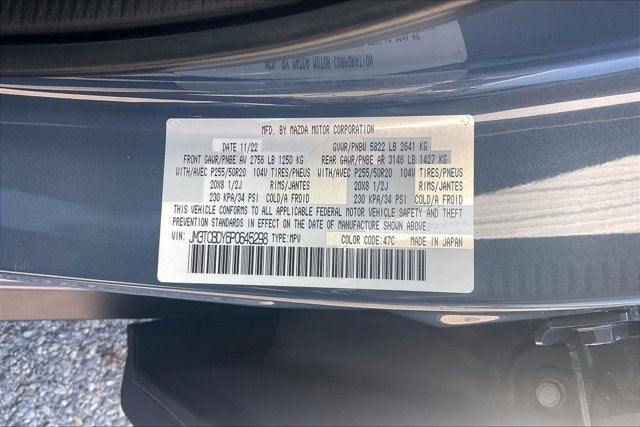 MFD. BY MAZDA MOTOR CORPORATION
DATE 11/22 GVWR/PNBV 5822 LB 2641 KG
FRONT GAWR/PNBE AV 2756 LB 1250 KG REAR GAWR/PNBE AR 3146 LB 1427 KG
WITH/AVEC P255/50R20 104V TIRES/PNEUS WITH/AVEC P255/50R20 104V TIRES/PNEUS
20X8 1/2J RIMS/JANTES 20X8 1/2J RIMS/JANTES
230 KPA/34 PSI COLD/A FROID 230 KPA/34 PSI COLD/A FROID
THIS VEHICLE CONFORMS TO ALL APPLICABLE FEDERAL MOTOR VEHICLE SAFETY AND THEFT
PREVENTION STANDARDS IN EFFECT ON THE DATE OF MANUFACTURE SHOWN ABOVE.
VIN: JM3TCBDY6P0645298 TYPE:MPV COLOR CODE:47C MADE IN JAPAN